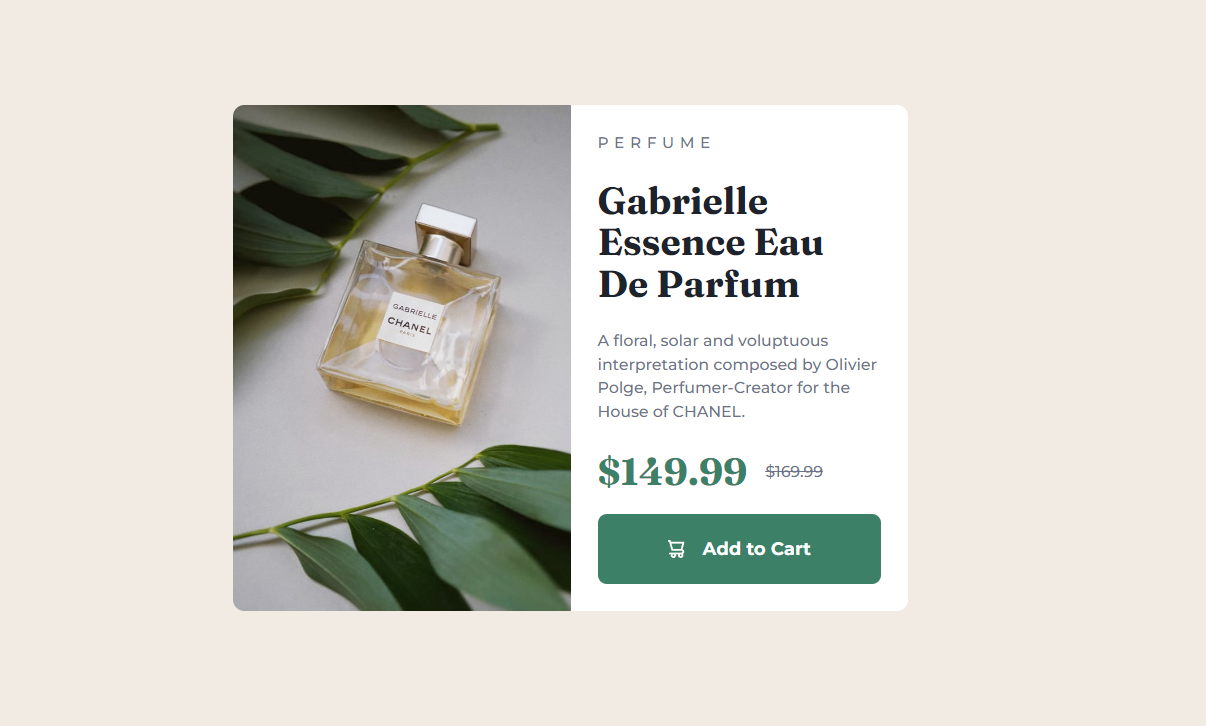 GABRIELLE
CHANEL
PARIS
PERFUME
Gabrielle
Essence Eau
De Parfum
A floral, solar and voluptuous
interpretation composed by Olivier
Polge, Perfumer-Creator for the
House of CHANEL.
$149.99 $169.99
Add to Cart